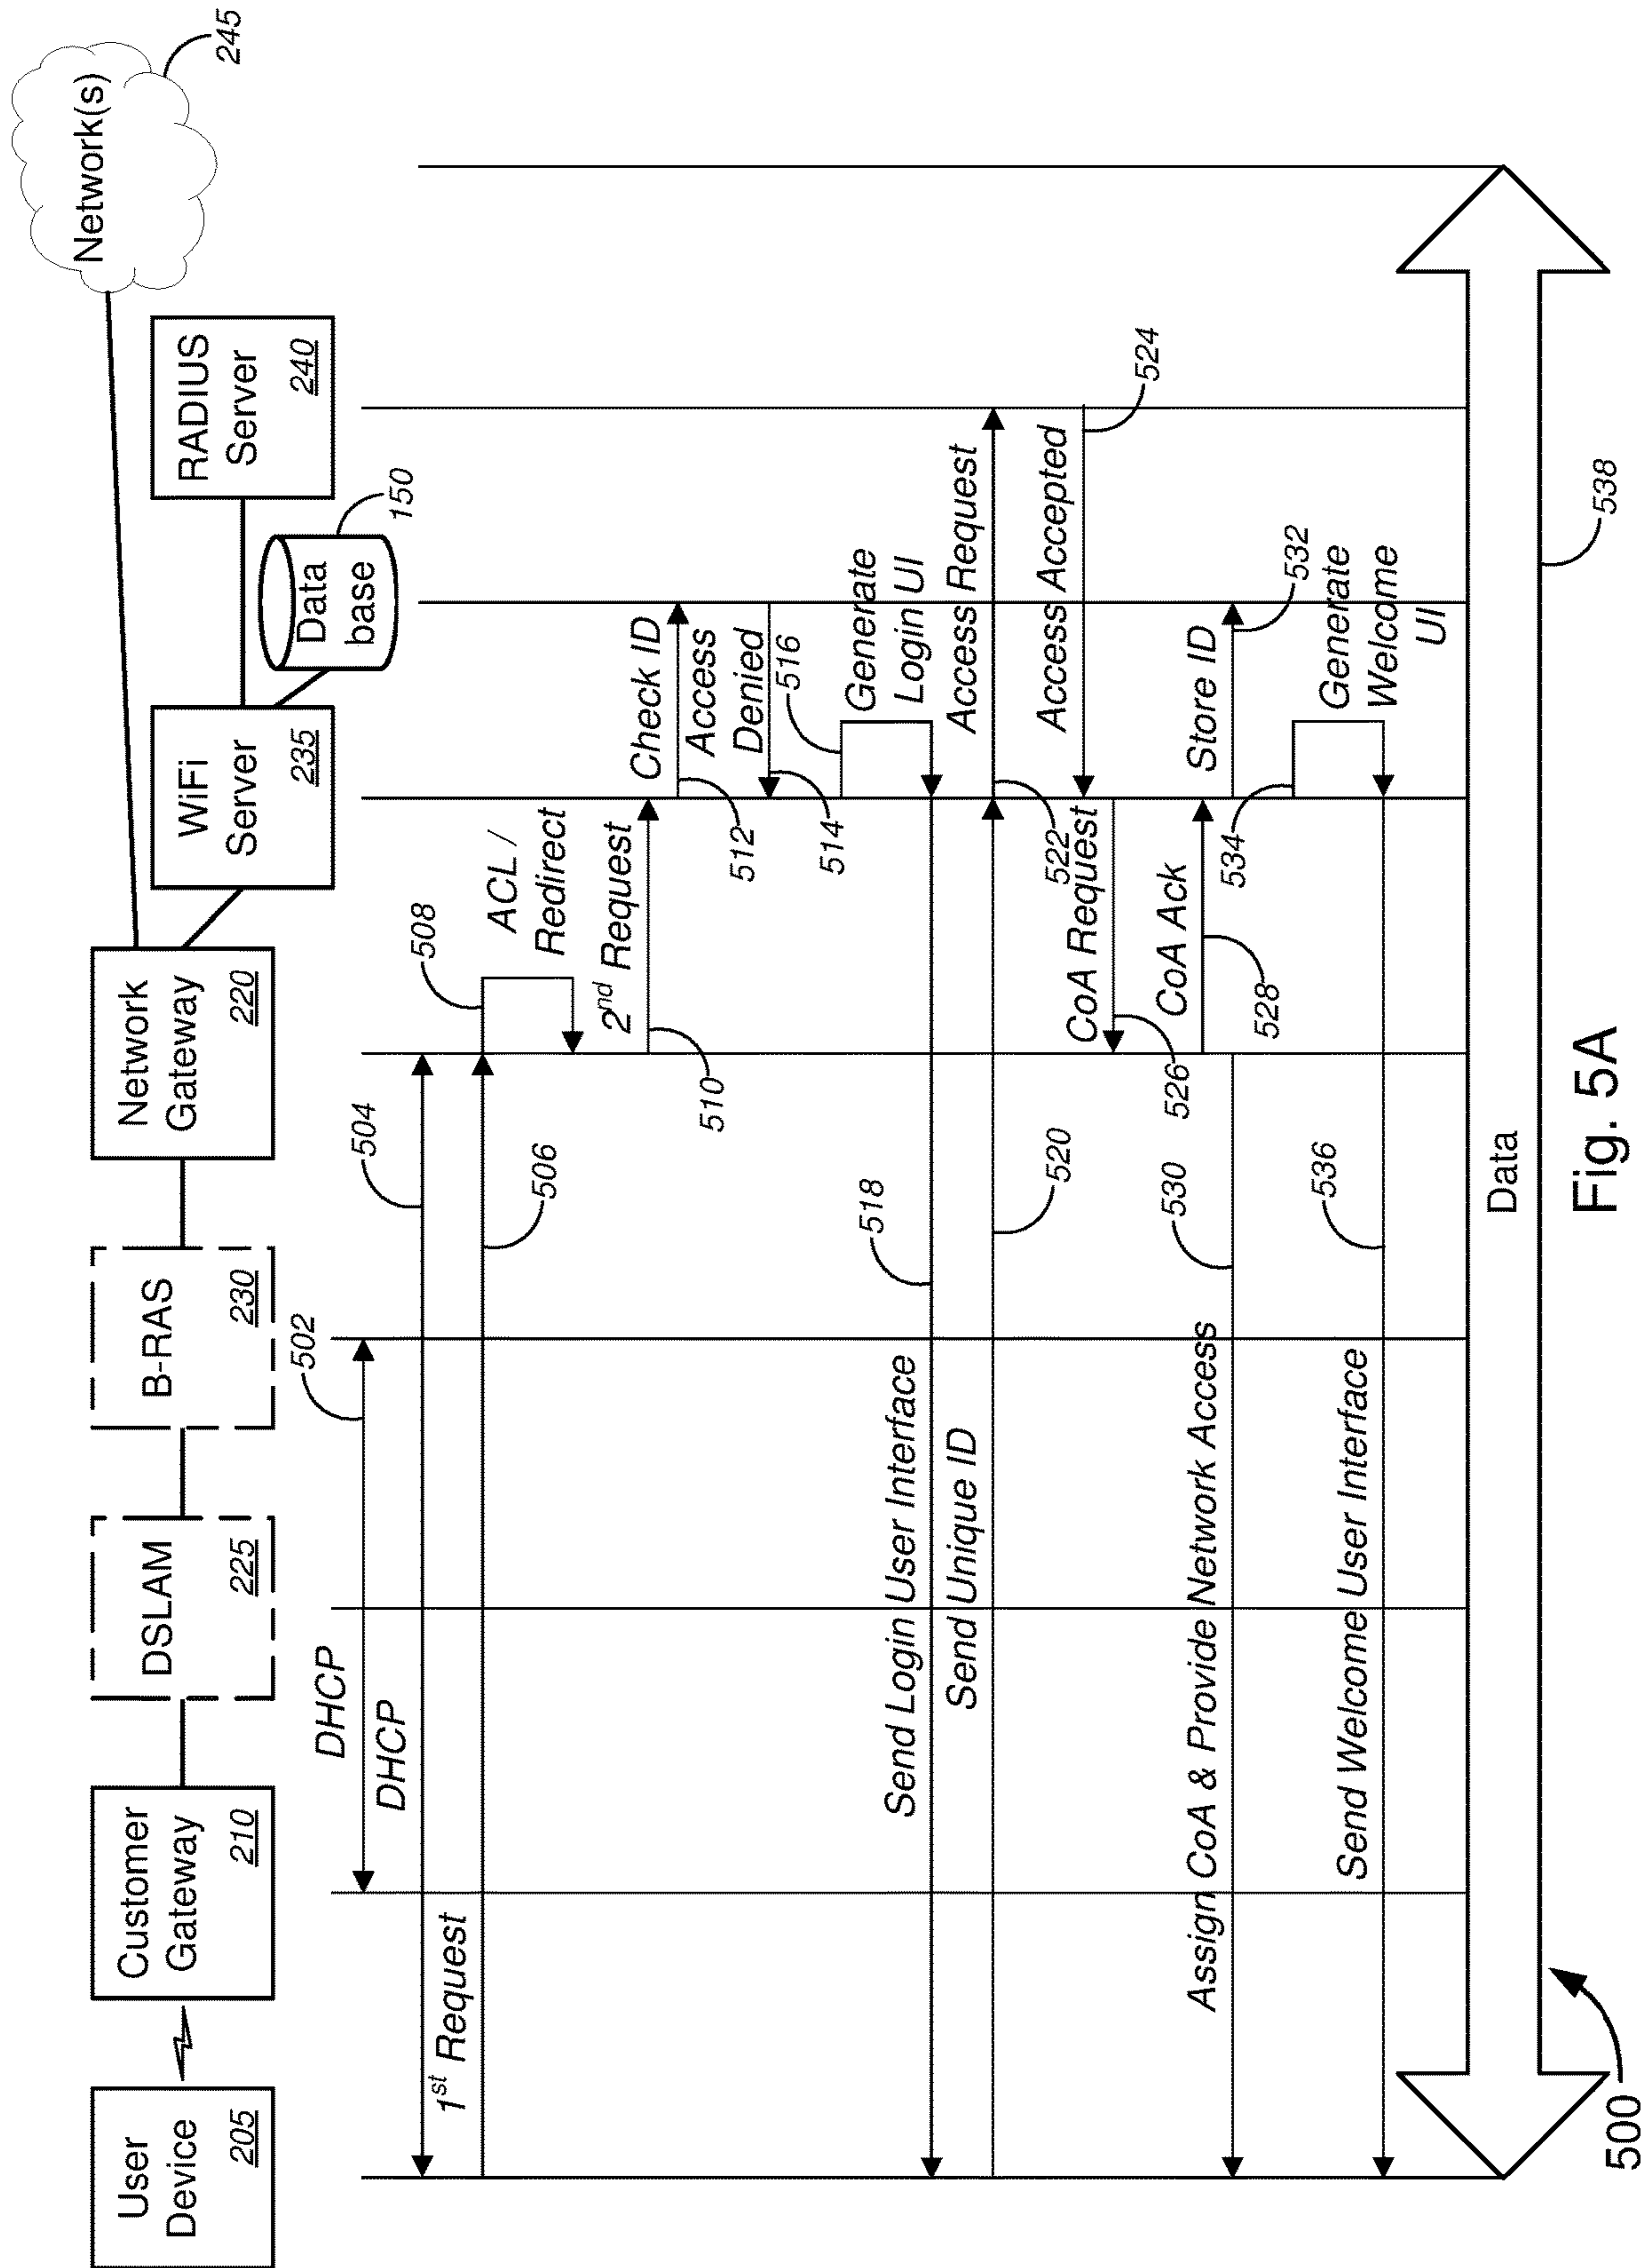 User
Device
205
Customer
Gateway
210
DSLAM
225
B-RAS
230
Network
Gateway
220
WiFi
Server
235
Data
base
150
RADIUS
Server
240
Network(s)
245
DHCP
502
DHCP
504
1st Request
506
508
ACL /
Redirect
2nd Request
510
Check ID
512
Access
Denied
514
516
Generate
Login UI
Send Login User Interface
518
Send Unique ID
520
Access Request
522
Access Accepted
524
CoA Request
526
CoA Ack
528
Assign CoA & Provide Network Access
530
Store ID
532
534
Generate
Welcome
UI
Send Welcome User Interface
536
Data
538
500
Fig. 5A